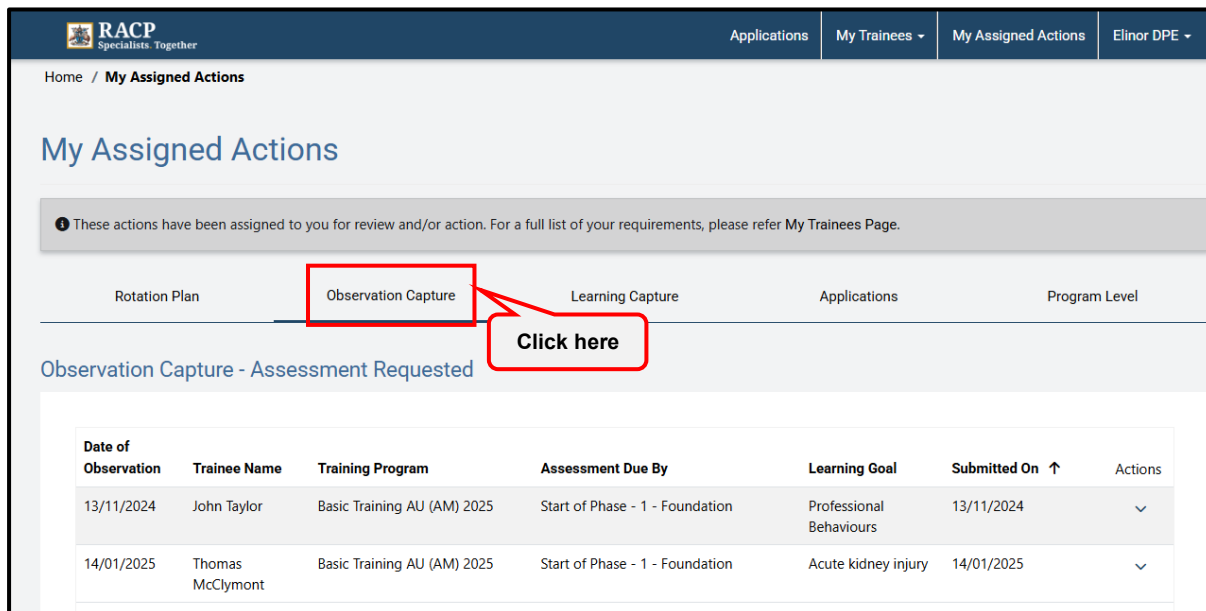 RACP
Specialists. Together
Applications
My Trainees
My Assigned Actions
Elinor DPE
Home / My Assigned Actions
My Assigned Actions
These actions have been assigned to you for review and/or action. For a full list of your requirements, please refer My Trainees Page.
Rotation Plan
Observation Capture
Learning Capture
Applications
Program Level
Click here
Observation Capture - Assessment Requested
Date of
Observation Trainee Name Training Program Assessment Due By Learning Goal Submitted On ↑ Actions
13/11/2024 John Taylor Basic Training AU (AM) 2025 Start of Phase - 1 - Foundation Professional 13/11/2024
Behaviours
14/01/2025 Thomas Basic Training AU (AM) 2025 Start of Phase - 1 - Foundation Acute kidney injury 14/01/2025
McClymont